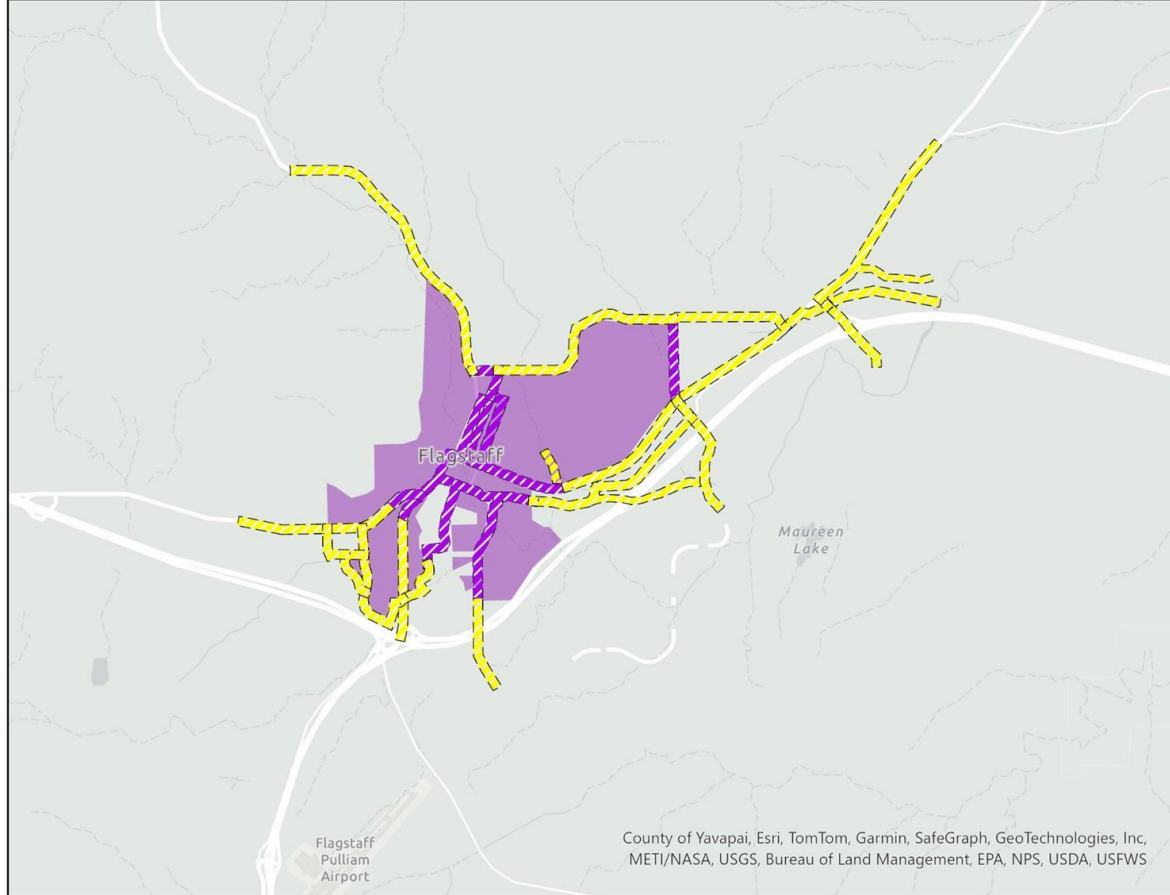 Flagstaff
Maureen
Lake
Flagstaff
Pulliam
Airport
County of Yavapai, Esri, TomTom, Garmin, SafeGraph, GeoTechnologies, Inc,
METI/NASA, USGS, Bureau of Land Management, EPA, NPS, USDA, USFWS